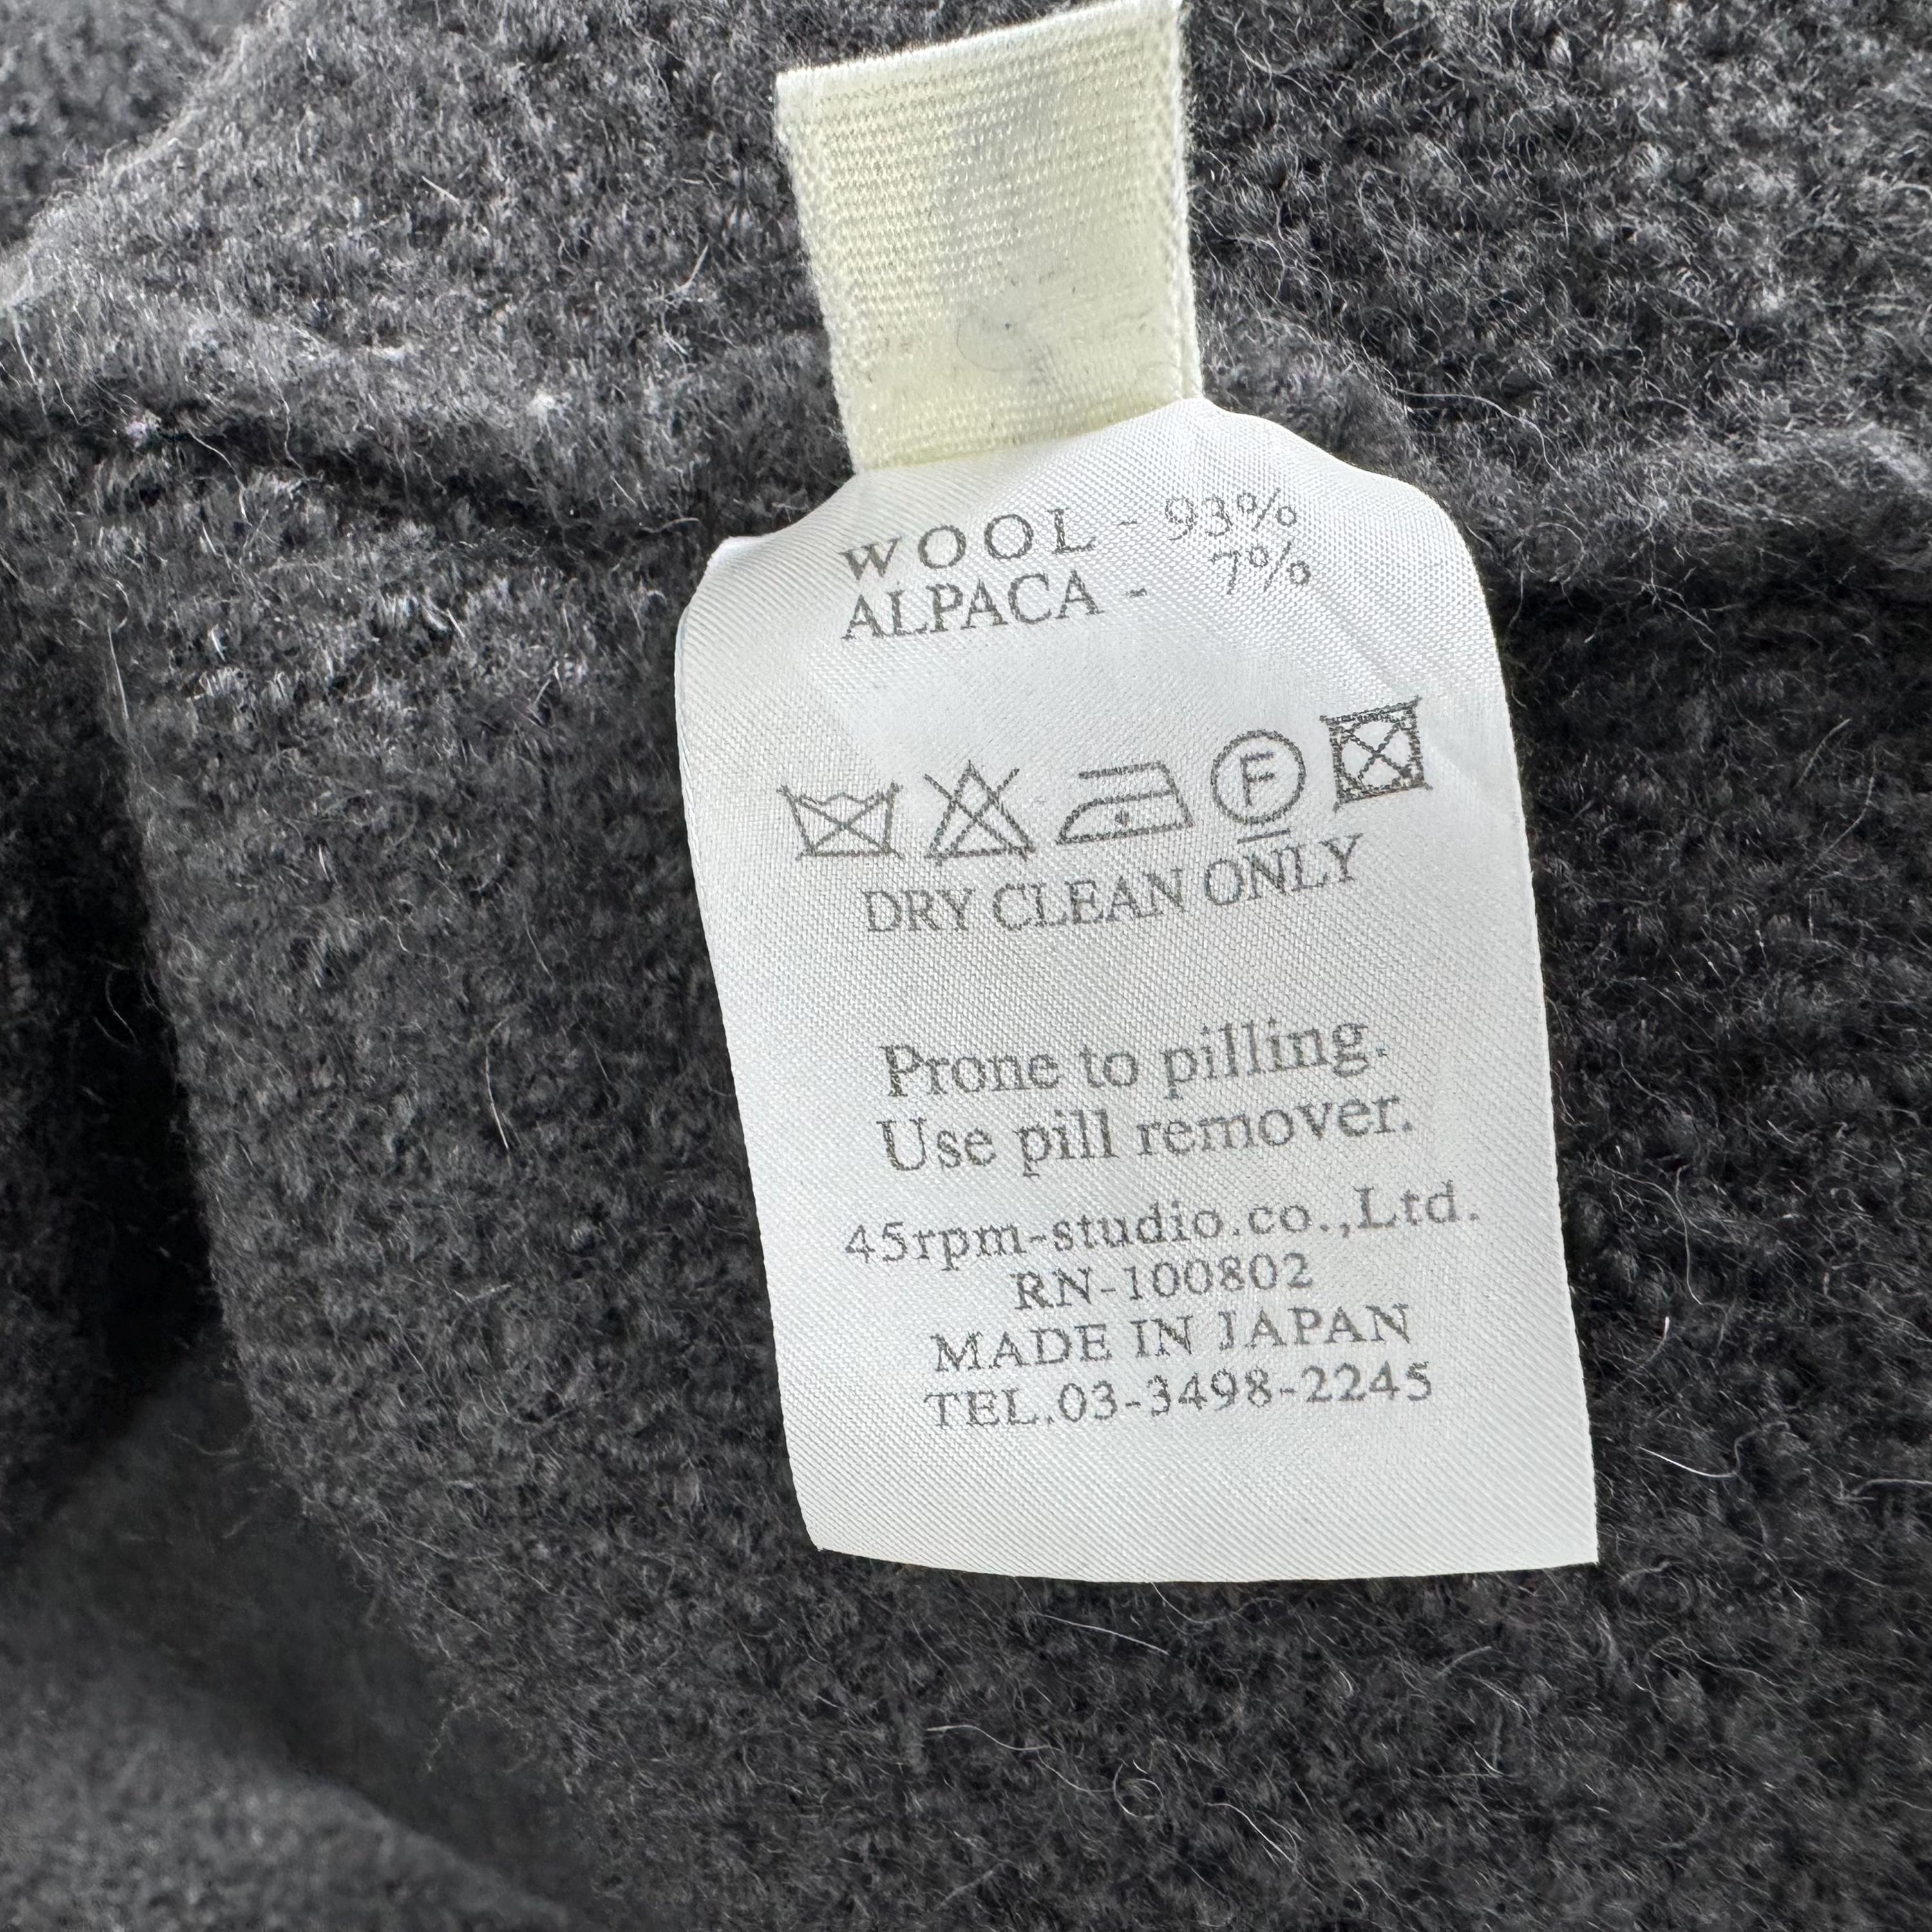 WOOL - 93%
ALPACA - 7%
F
DRY CLEAN ONLY
Prone to pilling.
Use pill remover.
45rpm-studio.co.,Ltd.
RN-100802
MADE IN JAPAN
TEL.03-3498-2245